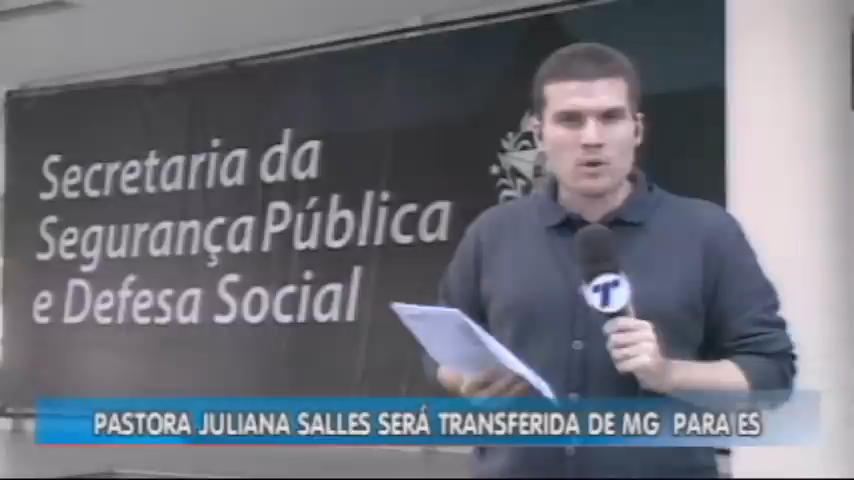 Secretaria da
Segurança Pública
e Defesa Social
T
PASTORA JULIANA SALLES SERÁ TRANSFERIDA DE MG PARA ES